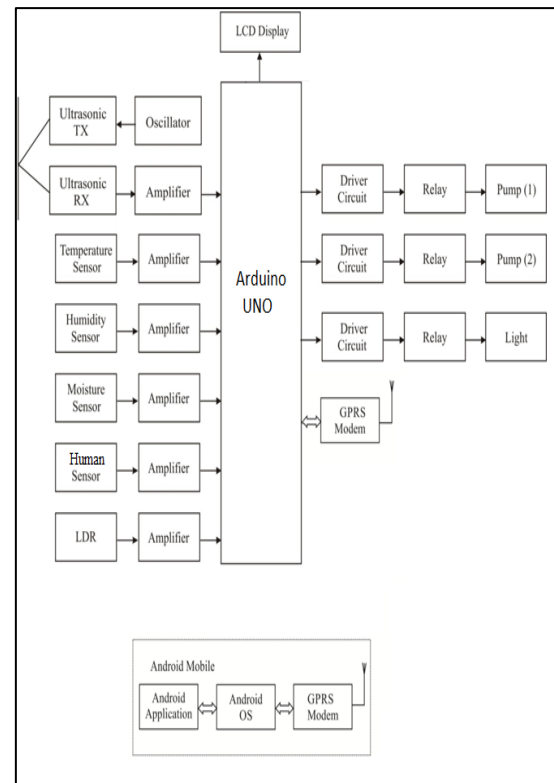 LCD Display
Ultrasonic
TX
Oscillator
Ultrasonic
RX
Amplifier
Driver
Circuit
Relay
Pump (1)
Temperature
Sensor
Amplifier
Arduino
UNO
Driver
Circuit
Relay
Pump (2)
Humidity
Sensor
Amplifier
Driver
Circuit
Relay
Light
Moisture
Sensor
Amplifier
GPRS
Modem
Human
Sensor
Amplifier
LDR
Amplifier
Android Mobile
Android
Application
Android
OS
GPRS
Modem